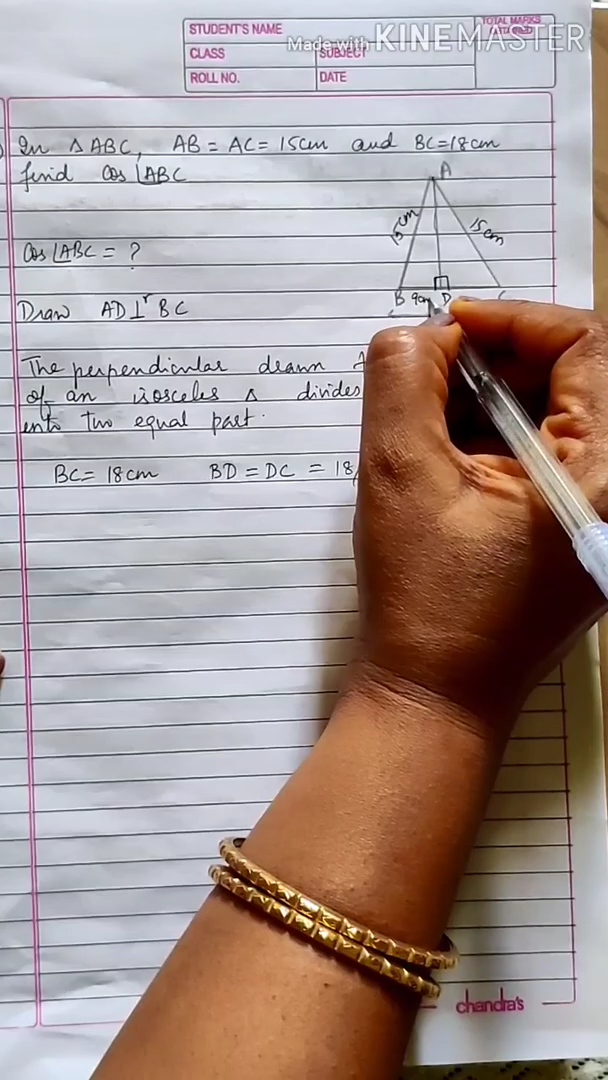 STUDENT'S NAME
TOTAL MARKS
Made with KINEMASTER
CLASS
SUBJECT
ROLL NO.
DATE
In △ ABC, AB = AC = 15cm and BC = 18cm
find Cos ∠ABC
A
15cm
15cm
Cos ∠ABC = ?
B 9cm D C
Draw AD ⊥r BC
The perpendicular drawn
of an isosceles △ divides
into two equal part.
BC = 18cm BD = DC = 18/
chandra's